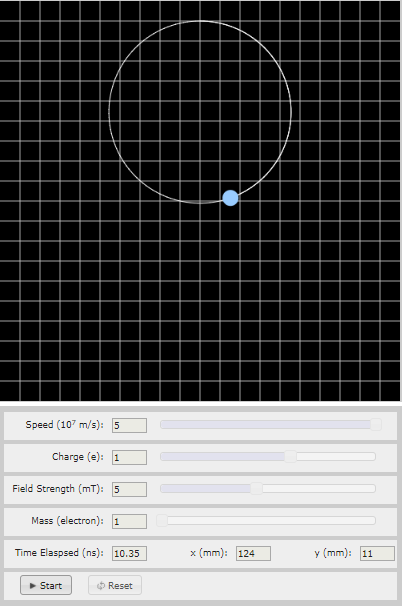 Speed (10⁷ m/s): 5
Charge (e): 1
Field Strength (mT): 5
Mass (electron): 1
Time Elaspsed (ns): 10.35 x (mm): 124 y (mm): 11
Start Reset